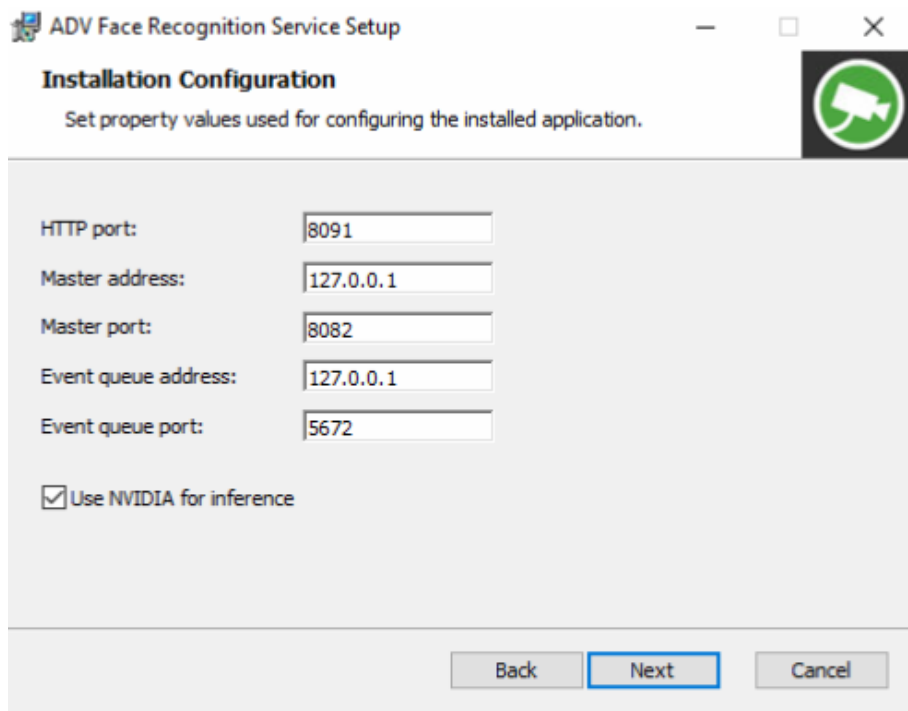 ADV Face Recognition Service Setup
Installation Configuration
Set property values used for configuring the installed application.
HTTP port: 8091
Master address: 127.0.0.1
Master port: 8082
Event queue address: 127.0.0.1
Event queue port: 5672
Use NVIDIA for inference
Back Next Cancel